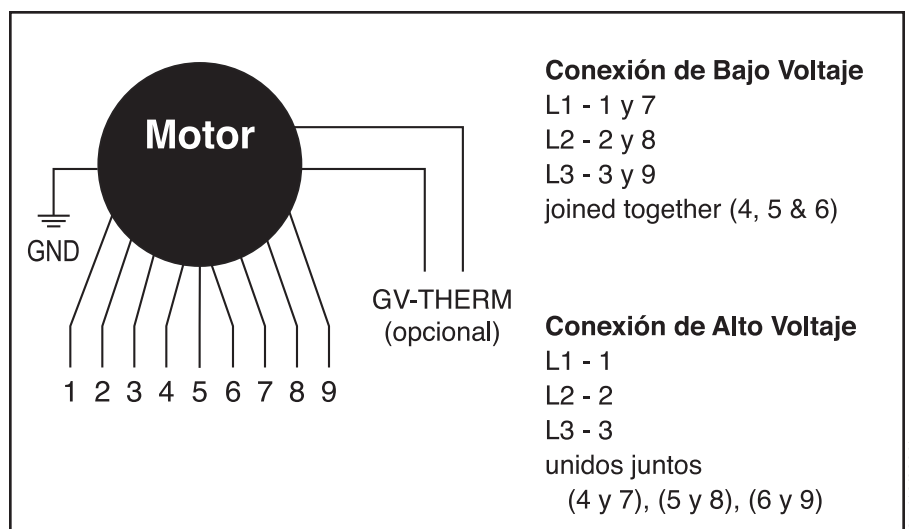 Motor
GND
1 2 3 4 5 6 7 8 9
GV-THERM
(opcional)
Conexión de Bajo Voltaje
L1 - 1 y 7
L2 - 2 y 8
L3 - 3 y 9
joined together (4, 5 & 6)
Conexión de Alto Voltaje
L1 - 1
L2 - 2
L3 - 3
unidos juntos
(4 y 7), (5 y 8), (6 y 9)